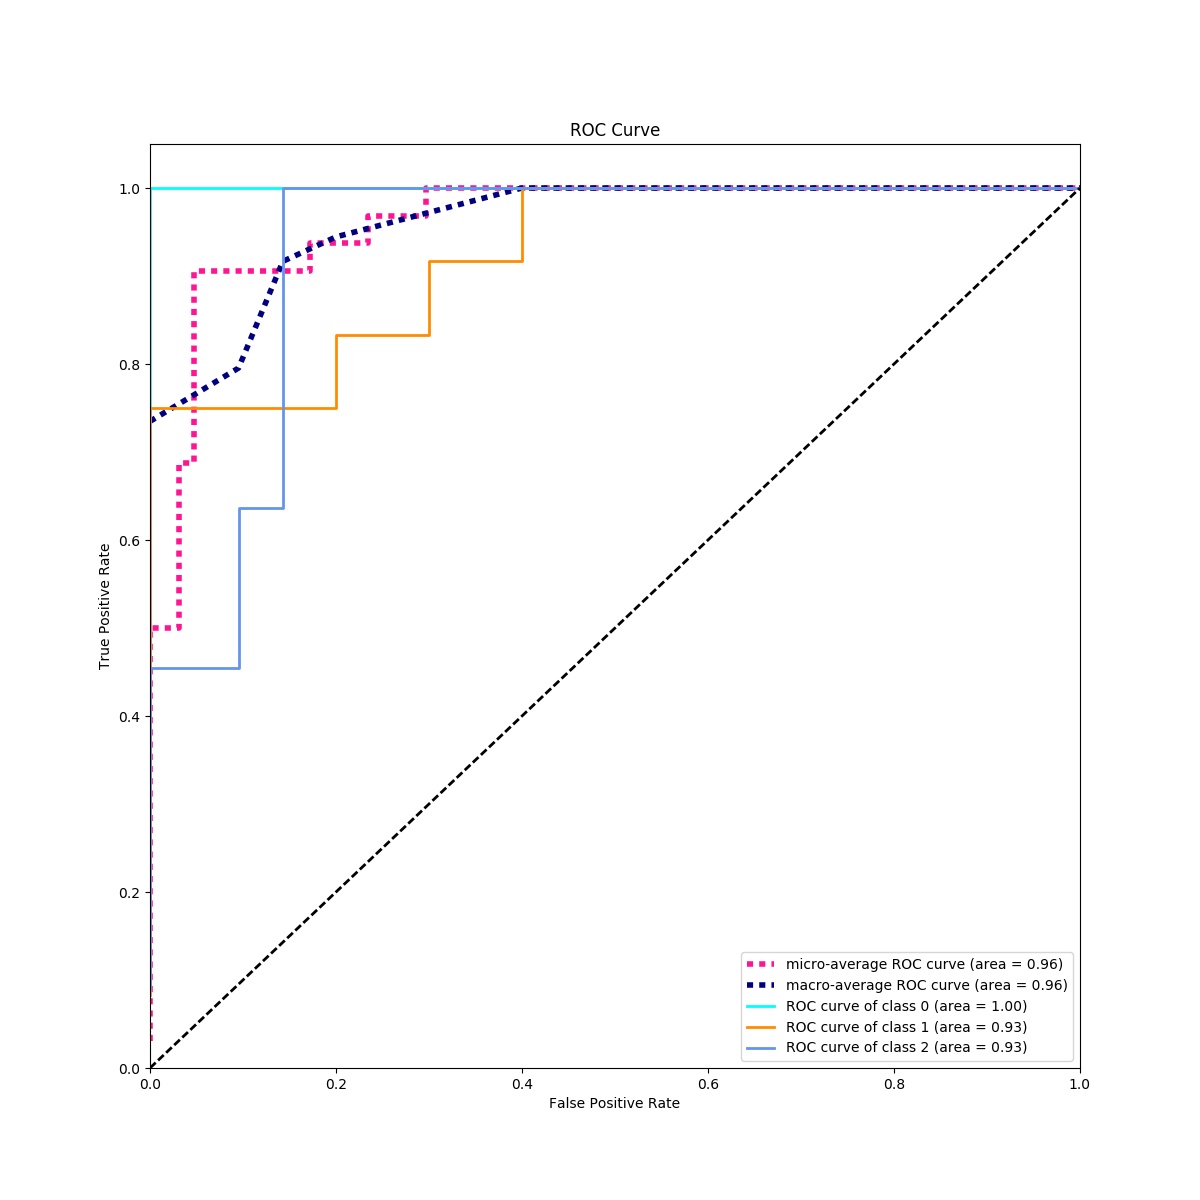 ROC Curve
1.0
0.8
0.6
0.4
0.2
0.0
True Positive Rate
0.0 0.2 0.4 0.6 0.8 1.0
False Positive Rate
micro-average ROC curve (area = 0.96)
macro-average ROC curve (area = 0.96)
ROC curve of class 0 (area = 1.00)
ROC curve of class 1 (area = 0.93)
ROC curve of class 2 (area = 0.93)